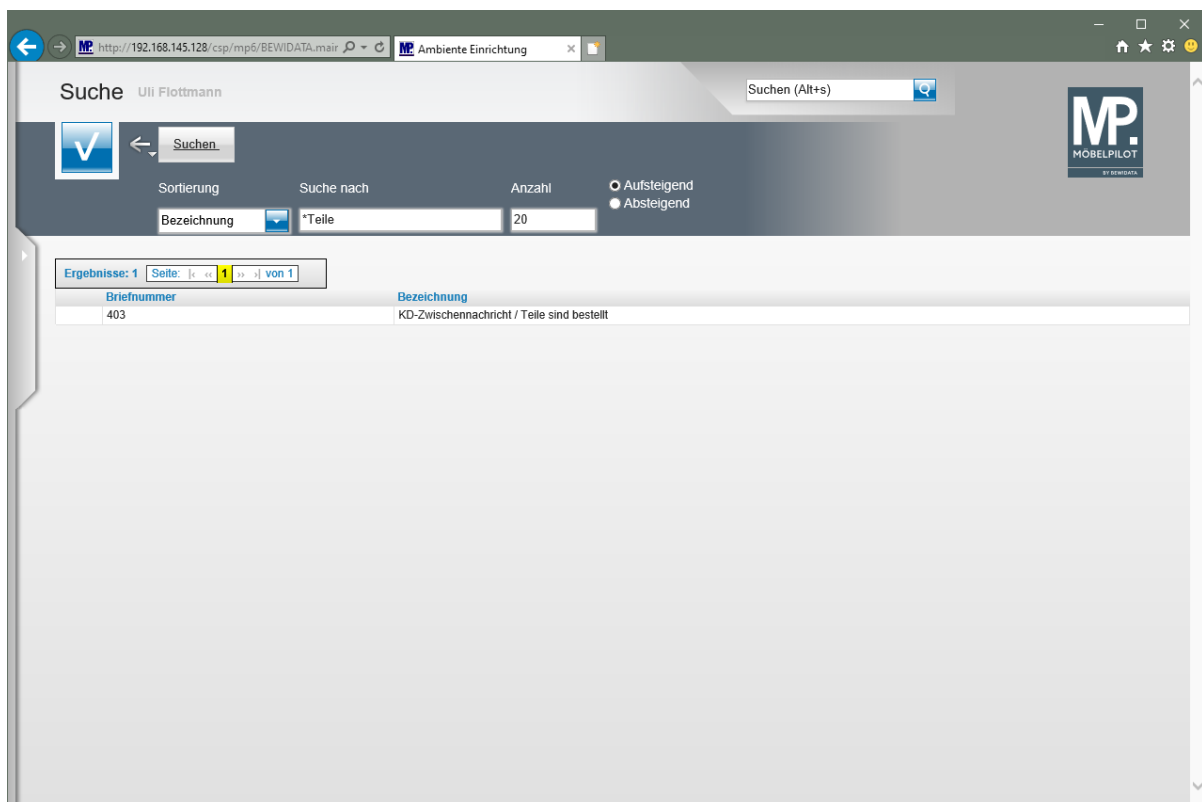 MP. http://192.168.145.128/csp/mp6/BEWIDATA.mair
MP. Ambiente Einrichtung
Suche Uli Flottmann
Suchen (Alt+s)
MP.
MÖBELPILOT
BY BEWIDATA
Suchen
Sortierung Suche nach Anzahl Aufsteigend
Absteigend
Bezeichnung *Teile 20
Ergebnisse: 1 Seite: |‹ ‹‹ 1 ›› ›| von 1
Briefnummer Bezeichnung
403 KD-Zwischennachricht / Teile sind bestellt